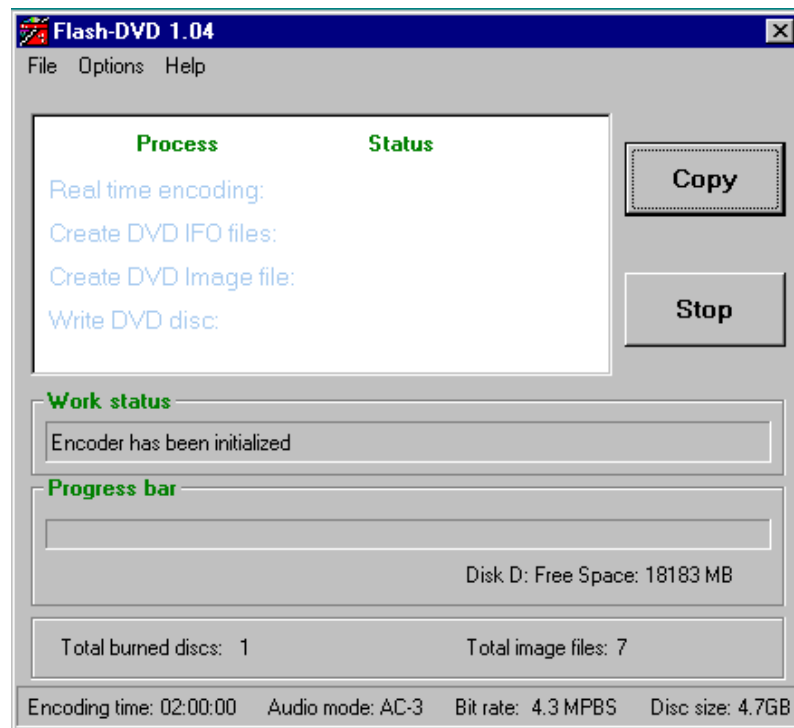 Flash-DVD 1.04
File Options Help
Process Status
Real time encoding:
Create DVD IFO files:
Create DVD Image file:
Write DVD disc:
Copy
Stop
Work status
Encoder has been initialized
Progress bar
Disk D: Free Space: 18183 MB
Total burned discs: 1 Total image files: 7
Encoding time: 02:00:00 Audio mode: AC-3 Bit rate: 4.3 MPBS Disc size: 4.7GB